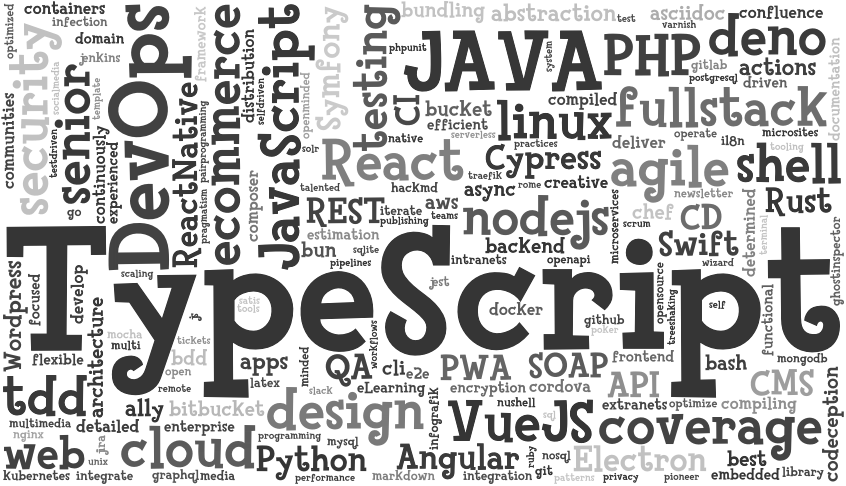 containers
infection
optimized
domain
jenkins
security
socialmedia
template
senior
testdriven
communities
continuously
experienced
go
DevOps
ReactNative
framework
pragmatism
pairprogramming
ecommerce
distribution
selfdriven
composer
JavaScript
openminded
solr
talented
Symfony
testing
phpunit
CI
native
bundling
abstraction
test
asciidoc
varnish
confluence
JAVA
system
PHP
gitlab
postgresql
deno
actions
driven
documentation
bucket
efficient
serverless
compiled
linux
practices
fullstack
deliver
operate
i18n
microsites
tooling
React
hackmd
traefik
Cypress
async
rome
creative
agile
newsletter
shell
Rust
REST
iterate
publishing
aws
teams
nodejs
microservices
chef
scrum
CD
determined
terminal
estimation
bun
sqlite
pipelines
backend
intranets
openapi
Swift
wizard
ghostinspector
TypeScript
Wordpress
focused
develop
scaling
architecture
flexible
mocha
multi
.js
tickets
bdd
open
remote
satis
tools
jest
docker
github
poker
opensource
treeshaking
self
functional
mongodb
apps
latex
minded
QA
workflows
cli
e2e
PWA
SOAP
frontend
bash
tdd
ally
bitbucket
slack
eLearning
encryption
cordova
API
CMS
design
infografik
nushell
extranets
optimize
compiling
multimedia
nginx
detailed
enterprise
programming
mysql
VueJS
sql
coverage
codeception
web
jira
unix
cloud
Python
Angular
ruby
nosql
git
Electron
best
embedded
library
Kubernetes
integrate
graphql
media
performance
markdown
integration
patterns
privacy
pioneer